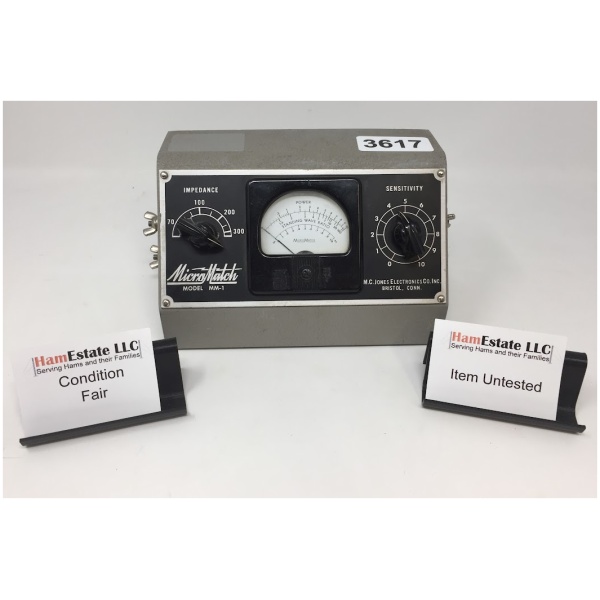 3617
IMPEDANCE
70 100 200 300
MicroMatch
MODEL MM-1
POWER
STANDING WAVE RATIO
SENSITIVITY
0 1 2 3 4 5 6 7 8 9 10
M.C. JONES ELECTRONICS CO. INC.
BRISTOL, CONN.
HamEstate LLC
Serving Hams and their Families
Condition
Fair
HamEstate LLC
Serving Hams and their Families
Item Untested